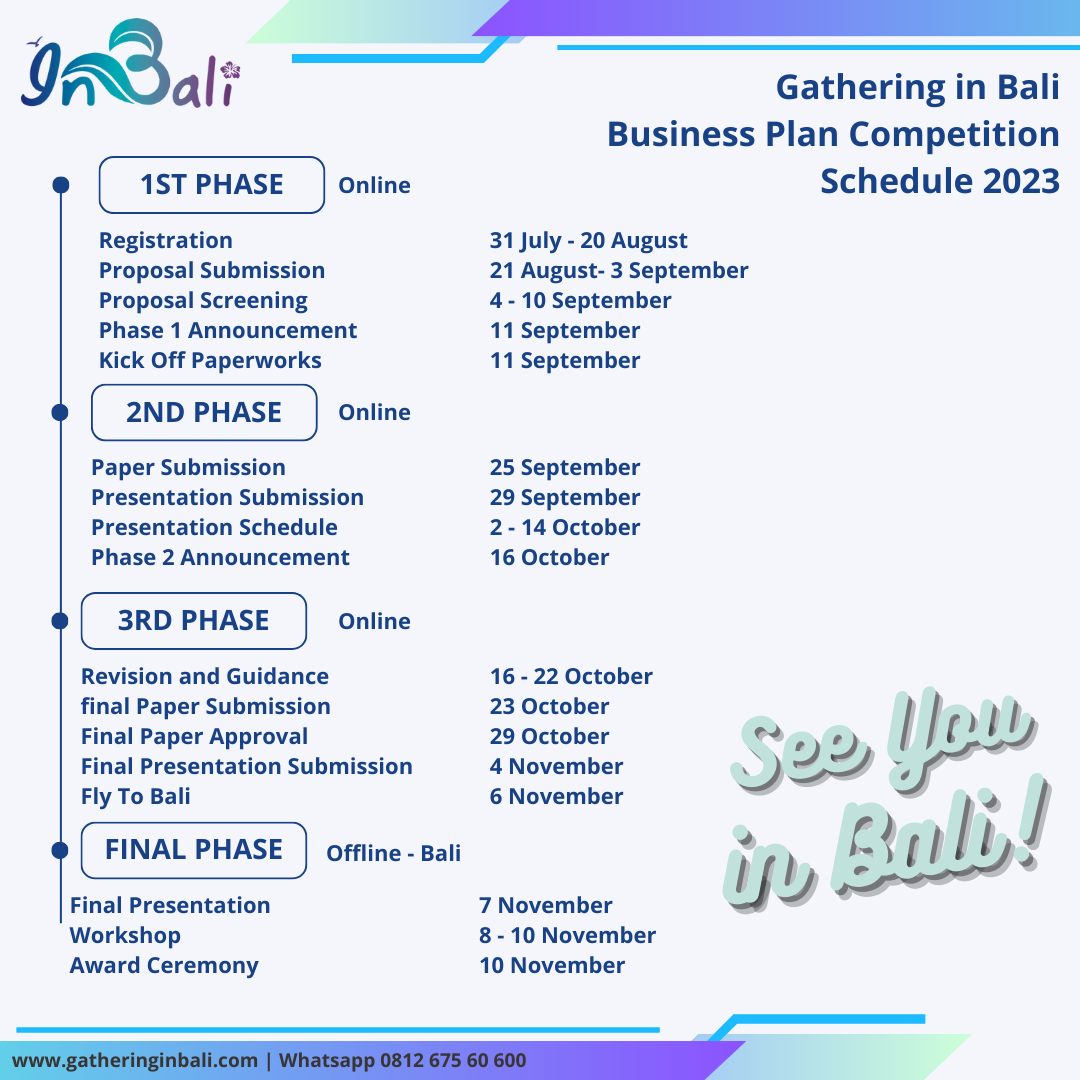 InBali
Gathering in Bali
Business Plan Competition
Schedule 2023
1ST PHASE Online
Registration 31 July - 20 August
Proposal Submission 21 August- 3 September
Proposal Screening 4 - 10 September
Phase 1 Announcement 11 September
Kick Off Paperworks 11 September
2ND PHASE Online
Paper Submission 25 September
Presentation Submission 29 September
Presentation Schedule 2 - 14 October
Phase 2 Announcement 16 October
3RD PHASE Online
Revision and Guidance 16 - 22 October
final Paper Submission 23 October
Final Paper Approval 29 October
Final Presentation Submission 4 November
Fly To Bali 6 November
FINAL PHASE Offline - Bali
Final Presentation 7 November
Workshop 8 - 10 November
Award Ceremony 10 November
See You
in Bali!
www.gatheringinbali.com | Whatsapp 0812 675 60 600